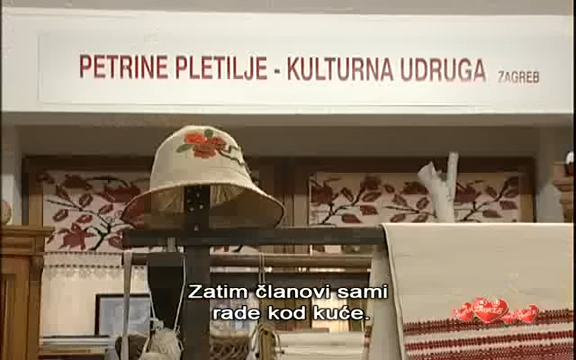 PETRINE PLETILJE - KULTURNA UDRUGA ZAGREB
Zatim članovi sami
rade kod kuće.